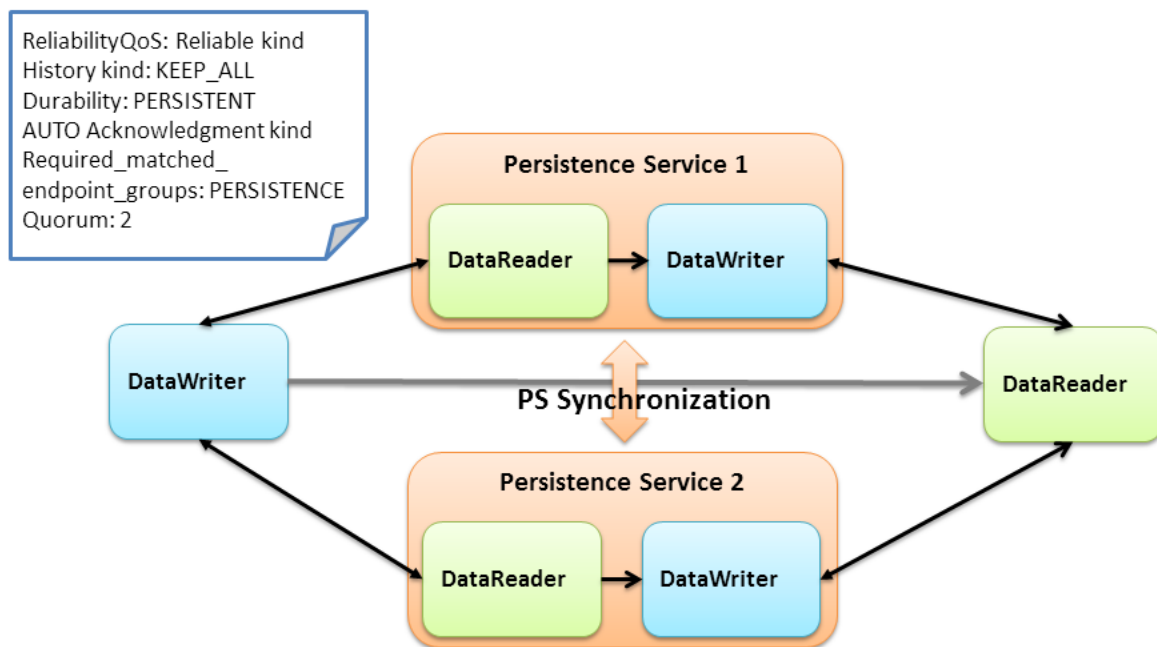 ReliabilityQoS: Reliable kind
History kind: KEEP_ALL
Durability: PERSISTENT
AUTO Acknowledgment kind
Required_matched_
endpoint_groups: PERSISTENCE
Quorum: 2
Persistence Service 1
DataReader
DataWriter
DataWriter
PS Synchronization
DataReader
Persistence Service 2
DataReader
DataWriter